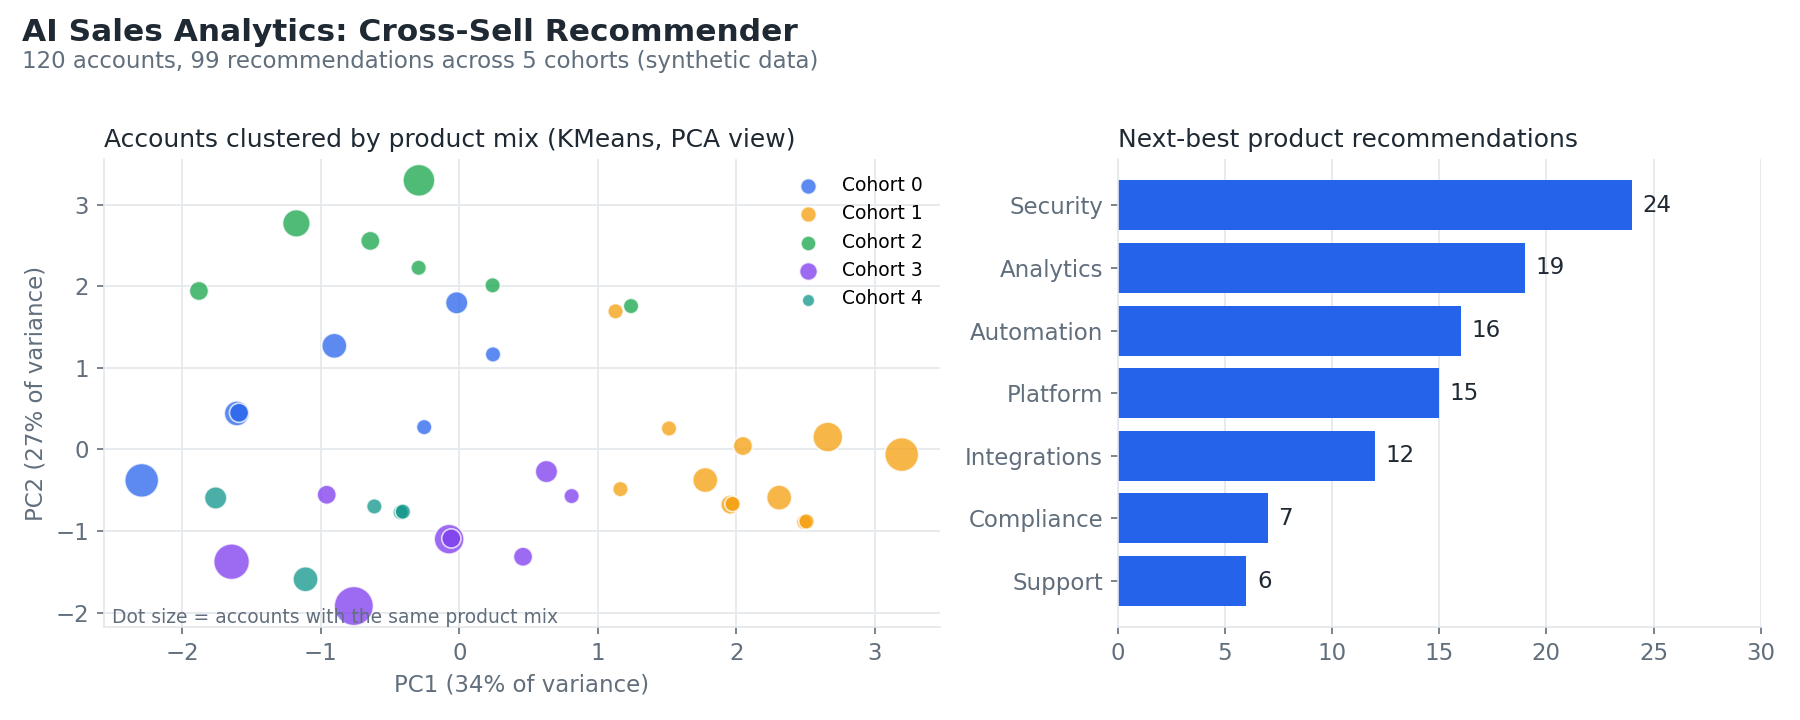 AI Sales Analytics: Cross-Sell Recommender
120 accounts, 99 recommendations across 5 cohorts (synthetic data)
Accounts clustered by product mix (KMeans, PCA view)
PC2 (27% of variance)
3
2
1
0
−1
−2
Cohort 0
Cohort 1
Cohort 2
Cohort 3
Cohort 4
Dot size = accounts with the same product mix
−2 −1 0 1 2 3
PC1 (34% of variance)
Next-best product recommendations
Security 24
Analytics 19
Automation 16
Platform 15
Integrations 12
Compliance 7
Support 6
0 5 10 15 20 25 30